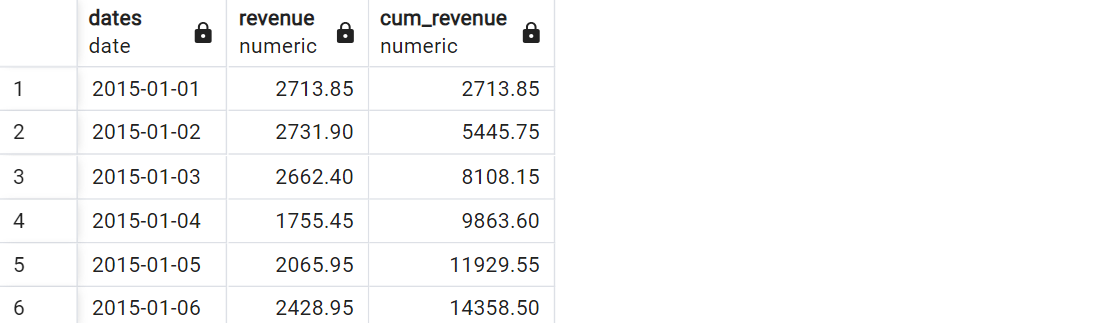 dates revenue cum_revenue
date numeric numeric
1 2015-01-01 2713.85 2713.85
2 2015-01-02 2731.90 5445.75
3 2015-01-03 2662.40 8108.15
4 2015-01-04 1755.45 9863.60
5 2015-01-05 2065.95 11929.55
6 2015-01-06 2428.95 14358.50